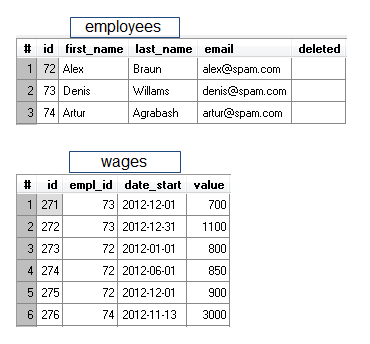 employees
# id first_name last_name email deleted
1 72 Alex Braun alex@spam.com
2 73 Denis Willams denis@spam.com
3 74 Artur Agrabash artur@spam.com
wages
# id empl_id date_start value
1 271 73 2012-12-01 700
2 272 73 2012-12-31 1100
3 273 72 2012-01-01 800
4 274 72 2012-06-01 850
5 275 72 2012-12-01 900
6 276 74 2012-11-13 3000